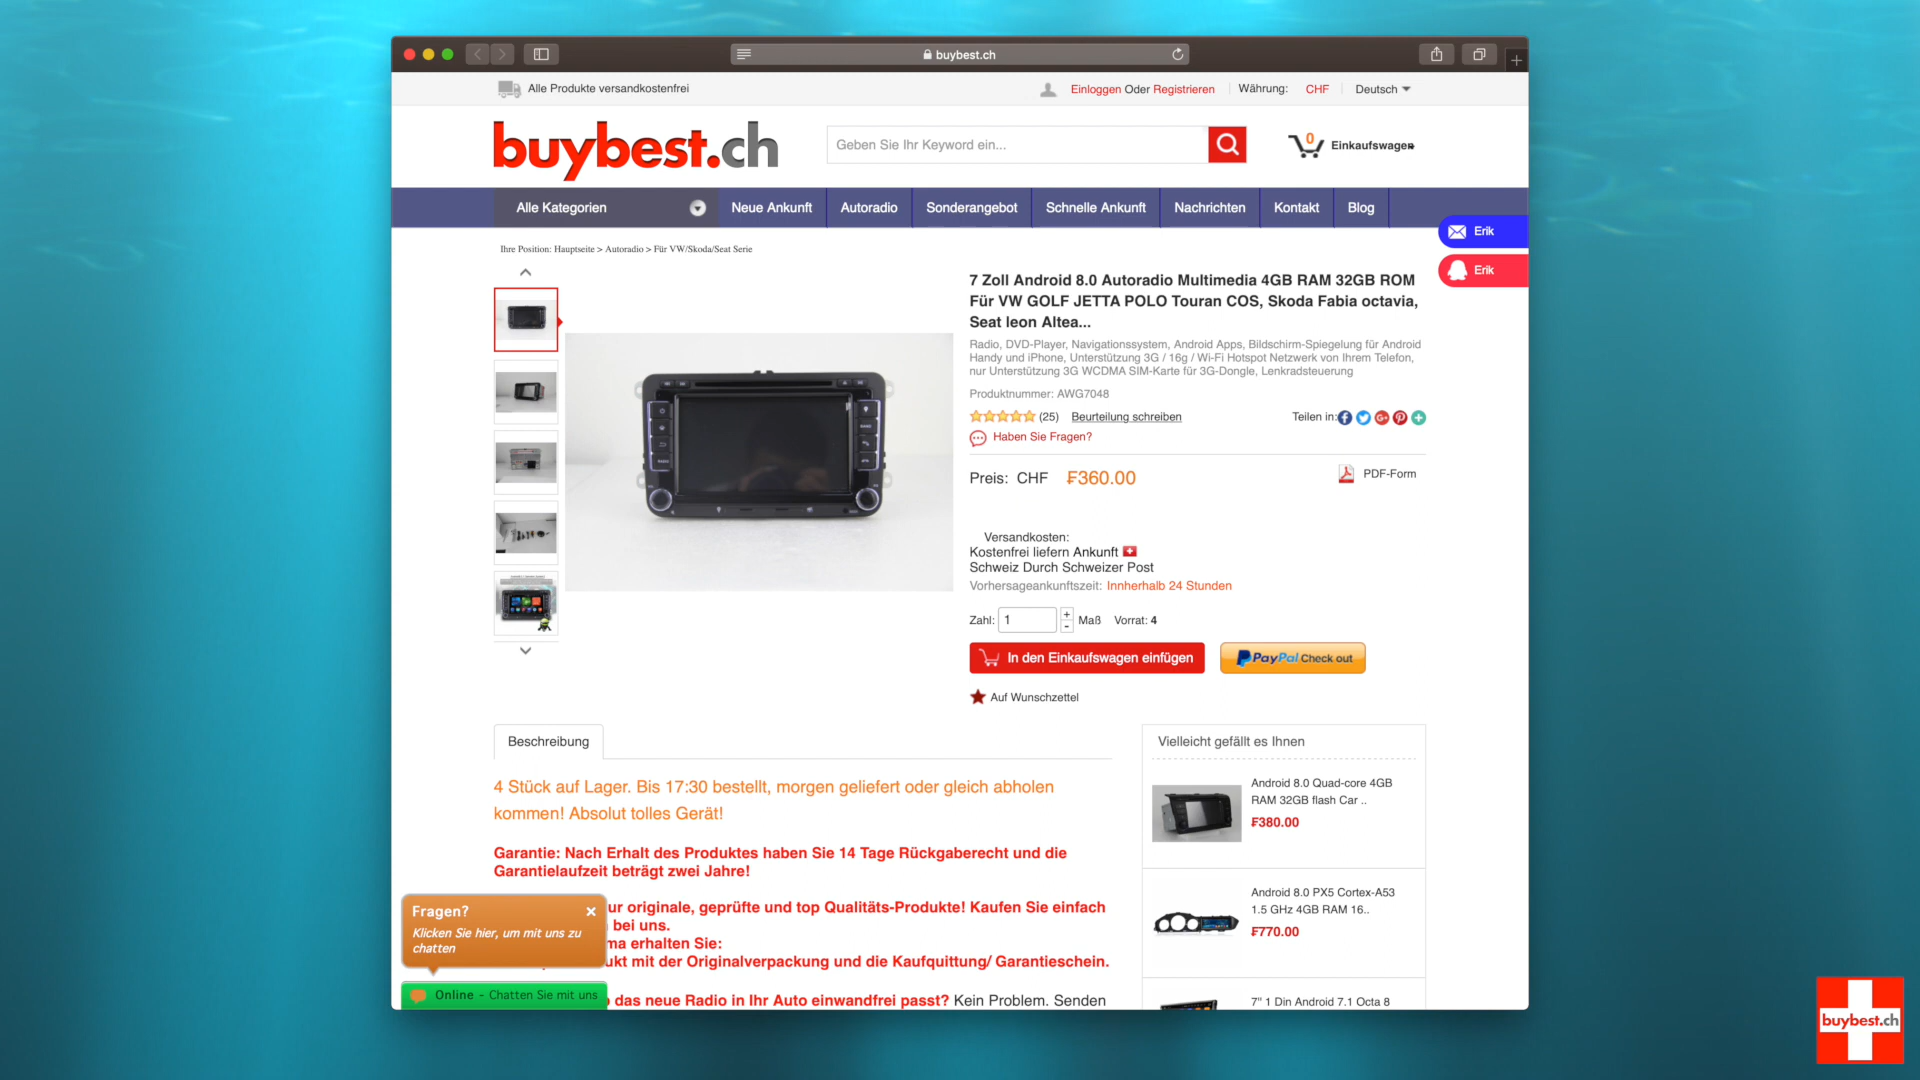 buybest.ch
Alle Produkte versandkostenfrei
Einloggen Oder Registrieren
Währung: CHF
Deutsch
buybest.ch
Geben Sie Ihr Keyword ein...
0
Einkaufswagen
Alle Kategorien
Neue Ankunft
Autoradio
Sonderangebot
Schnelle Ankunft
Nachrichten
Kontakt
Blog
Erik
Erik
Ihre Position: Hauptseite > Autoradio > Für VW/Skoda/Seat Serie
7 Zoll Android 8.0 Autoradio Multimedia 4GB RAM 32GB ROM
Für VW GOLF JETTA POLO Touran COS, Skoda Fabia octavia,
Seat leon Altea...
Radio, DVD-Player, Navigationssystem, Android Apps, Bildschirm-Spiegelung für Android
Handy und iPhone, Unterstützung 3G / 16g / Wi-Fi Hotspot Netzwerk von Ihrem Telefon,
nur Unterstützung 3G WCDMA SIM-Karte für 3G-Dongle, Lenkradsteuerung
Produktnummer: AWG7048
(25) Beurteilung schreiben
Teilen in:
Haben Sie Fragen?
Preis: CHF ₣360.00
PDF-Form
Versandkosten:
Kostenfrei liefern Ankunft
Schweiz Durch Schweizer Post
Vorhersageankunftszeit: Innherhalb 24 Stunden
Zahl: 1 + - Maß Vorrat: 4
In den Einkaufswagen einfügen
PayPal Check out
Auf Wunschzettel
Beschreibung
4 Stück auf Lager. Bis 17:30 bestellt, morgen geliefert oder gleich abholen
kommen! Absolut tolles Gerät!
Garantie: Nach Erhalt des Produktes haben Sie 14 Tage Rückgaberecht und die
Garantielaufzeit beträgt zwei Jahre!
ur originale, geprüfte und top Qualitäts-Produkte! Kaufen Sie einfach
bei uns.
ma erhalten Sie:
ukt mit der Originalverpackung und die Kaufquittung/ Garantieschein.
das neue Radio in Ihr Auto einwandfrei passt? Kein Problem. Senden
Fragen?
Klicken Sie hier, um mit uns zu
chatten
Online - Chatten Sie mit uns
Vielleicht gefällt es Ihnen
Android 8.0 Quad-core 4GB
RAM 32GB flash Car ..
₣380.00
Android 8.0 PX5 Cortex-A53
1.5 GHz 4GB RAM 16..
₣770.00
7" 1 Din Android 7.1 Octa 8
buybest.ch